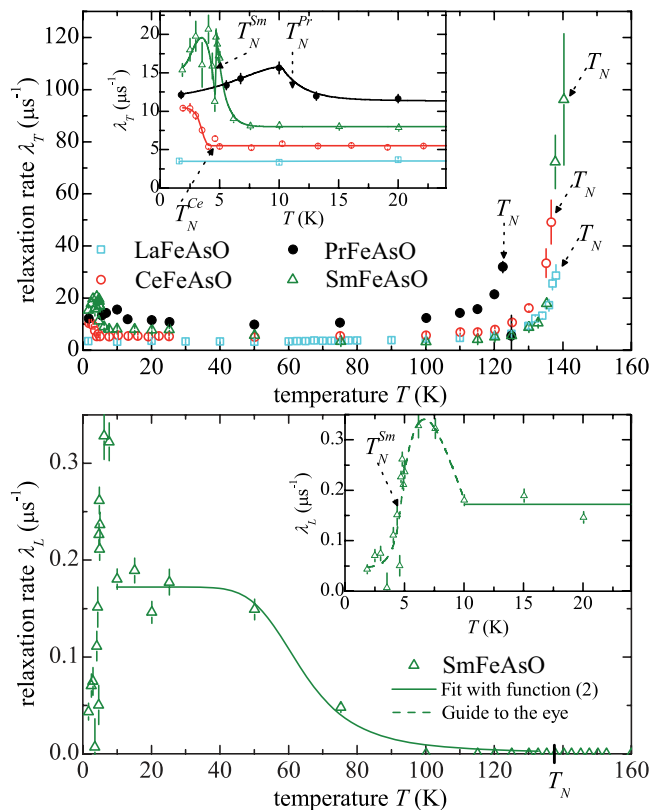 relaxation rate λ_T (μs⁻¹)
120
100
80
60
40
20
0
0 20 40 60 80 100 120 140 160
temperature T (K)
λ_T (μs⁻¹)
25
20
15
10
5
0
0 5 10 15 20
T (K)
T_N^Sm
T_N^Pr
T_N^Ce
T_N
T_N
T_N
T_N
LaFeAsO
PrFeAsO
CeFeAsO
SmFeAsO
relaxation rate λ_L (μs⁻¹)
0.3
0.2
0.1
0.0
0 20 40 60 80 100 120 140 160
temperature T (K)
T_N
λ_L (μs⁻¹)
0.3
0.2
0.1
0.0
0 5 10 15 20
T (K)
T_N^Sm
SmFeAsO
Fit with function (2)
Guide to the eye